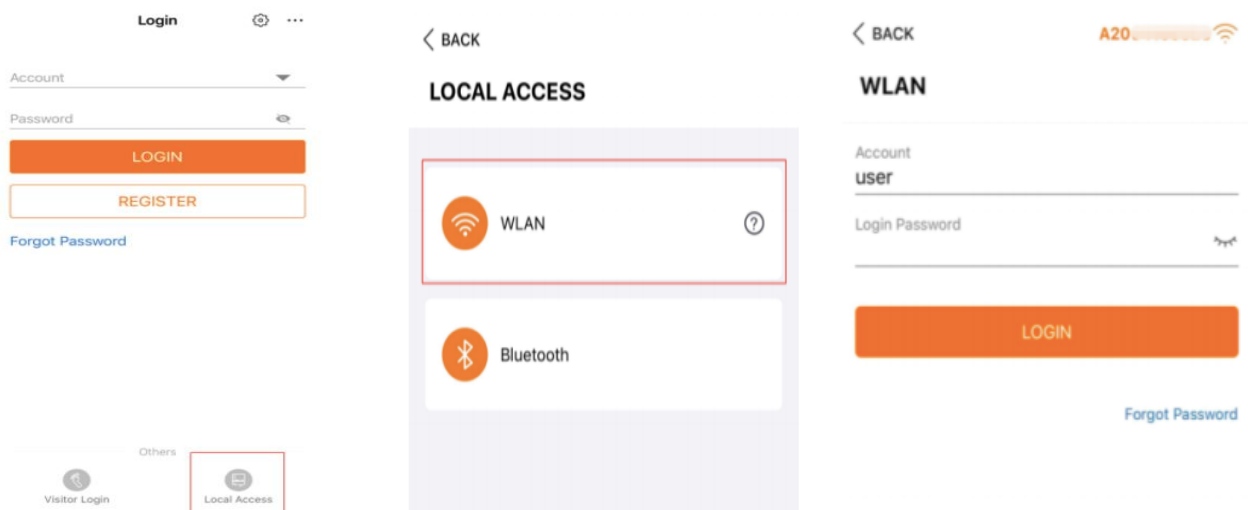 Login
Account
Password
LOGIN
REGISTER
Forgot Password
Others
Visitor Login
Local Access
BACK
LOCAL ACCESS
WLAN
?
Bluetooth
BACK
A20
WLAN
Account
user
Login Password
LOGIN
Forgot Password